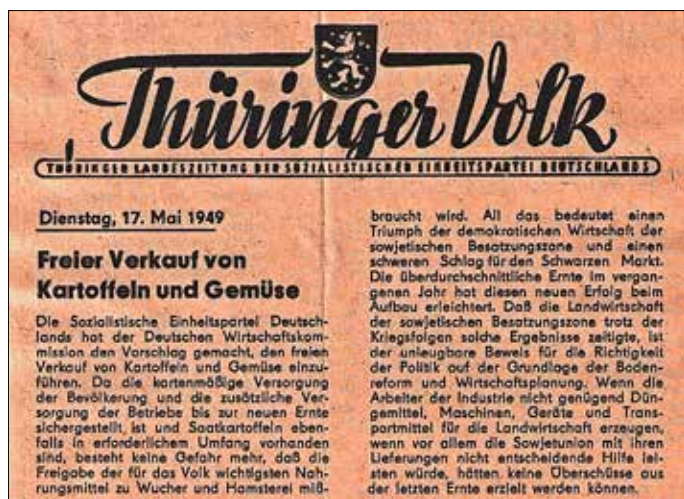 Thüringer Volk
THÜRINGER LANDESZEITUNG DER SOZIALISTISCHEN EINHEITSPARTEI DEUTSCHLANDS
Dienstag, 17. Mai 1949
Freier Verkauf von
Kartoffeln und Gemüse
Die Sozialistische Einheitspartei Deutsch-
lands hat der Deutschen Wirtschaftskom-
mission den Vorschlag gemacht, den freien
Verkauf von Kartoffeln und Gemüse einzu-
führen. Da die kartenmäßige Versorgung
der Bevölkerung und die zusätzliche Ver-
sorgung der Betriebe bis zur neuen Ernte
sichergestellt ist und Saatkartoffeln eben-
falls in erforderlichem Umfang vorhanden
sind, besteht keine Gefahr mehr, daß die
Freigabe der für das Volk wichtigsten Nah-
rungsmittel zu Wucher und Hamsterei miß-
braucht wird. All das bedeutet einen
Triumph der demokratischen Wirtschaft der
sowjetischen Besatzungszone und einen
schweren Schlag für den Schwarzen Markt.
Die überdurchschnittliche Ernte im vergan-
genen Jahr hat diesen neuen Erfolg beim
Aufbau erleichtert. Daß die Landwirtschaft
der sowjetischen Besatzungszone trotz der
Kriegsfolgen solche Ergebnisse zeitigte, ist
der unleugbare Beweis für die Richtigkeit
der Politik auf der Grundlage der Boden-
reform und Wirtschaftsplanung. Wenn die
Arbeiter der Industrie nicht genügend Dün-
gemittel, Maschinen, Geräte und Trans-
portmittel für die Landwirtschaft erzeugen,
wenn vor allem die Sowjetunion mit ihren
Lieferungen nicht entscheidende Hilfe lei-
sten würde, hätten keine Überschüsse aus
der letzten Ernte erzielt werden können.